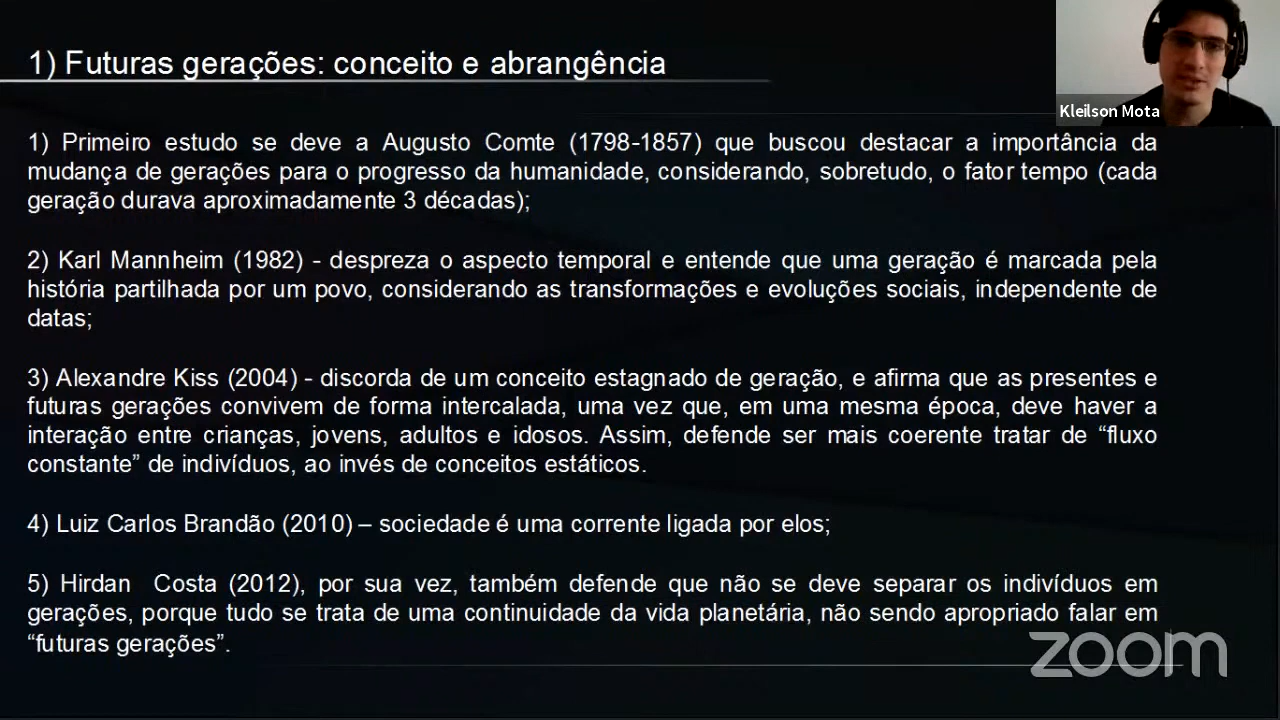 1) Futuras gerações: conceito e abrangência
Kleilson Mota
1) Primeiro estudo se deve a Augusto Comte (1798-1857) que buscou destacar a importância da
mudança de gerações para o progresso da humanidade, considerando, sobretudo, o fator tempo (cada
geração durava aproximadamente 3 décadas);
2) Karl Mannheim (1982) - despreza o aspecto temporal e entende que uma geração é marcada pela
história partilhada por um povo, considerando as transformações e evoluções sociais, independente de
datas;
3) Alexandre Kiss (2004) - discorda de um conceito estagnado de geração, e afirma que as presentes e
futuras gerações convivem de forma intercalada, uma vez que, em uma mesma época, deve haver a
interação entre crianças, jovens, adultos e idosos. Assim, defende ser mais coerente tratar de “fluxo
constante” de indivíduos, ao invés de conceitos estáticos.
4) Luiz Carlos Brandão (2010) – sociedade é uma corrente ligada por elos;
5) Hirdan Costa (2012), por sua vez, também defende que não se deve separar os indivíduos em
gerações, porque tudo se trata de uma continuidade da vida planetária, não sendo apropriado falar em
“futuras gerações”.
zoom